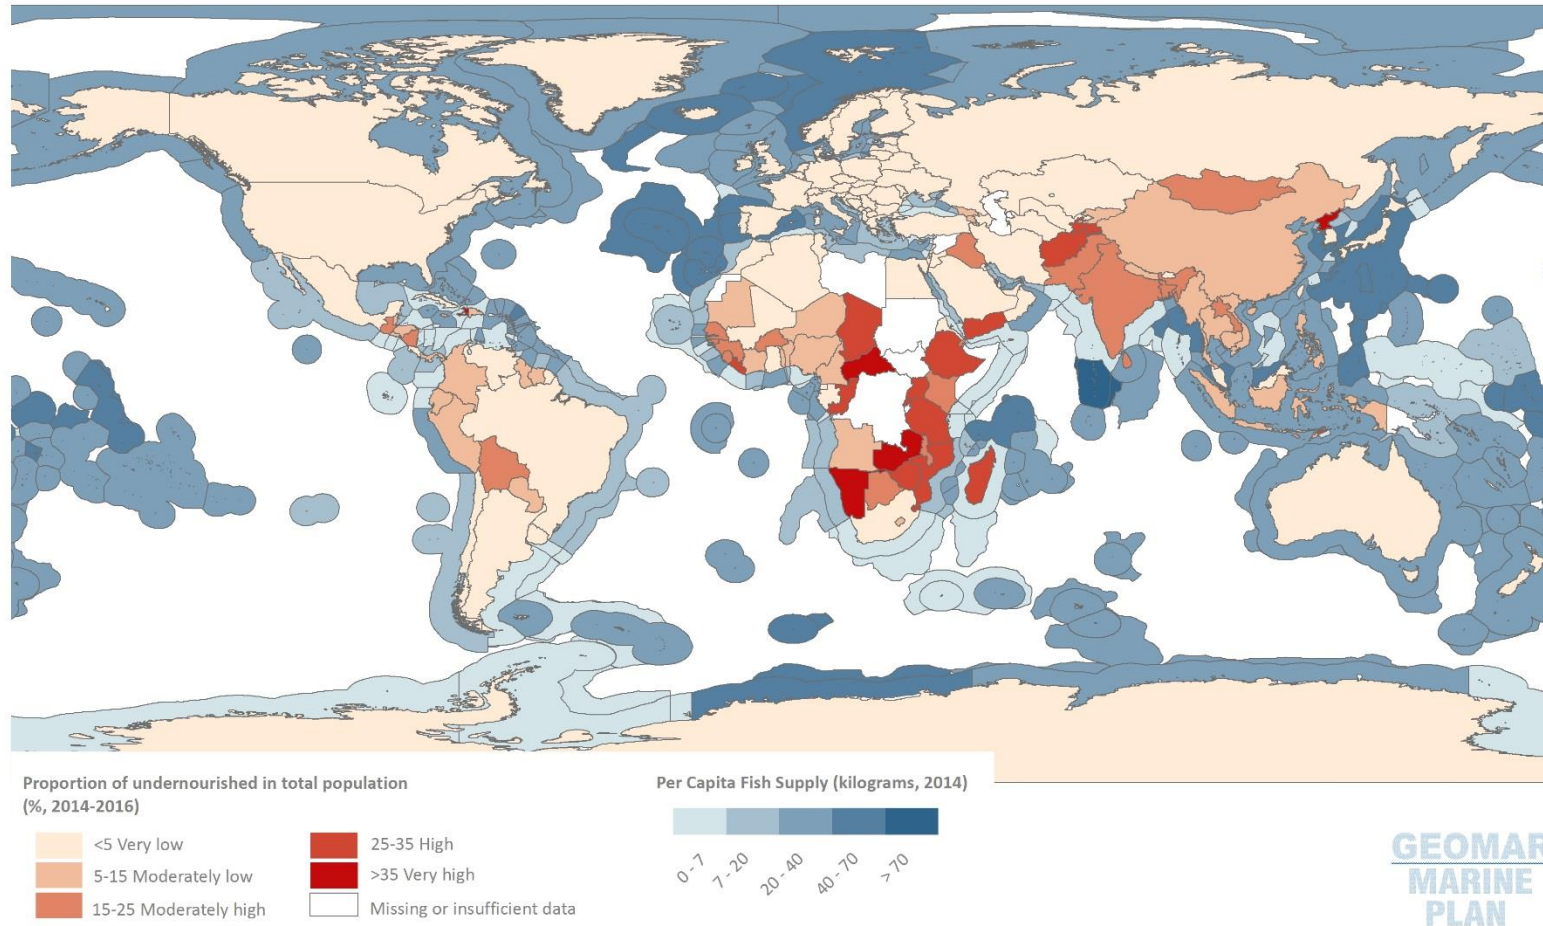 Proportion of undernourished in total population
(%, 2014-2016)
<5 Very low
5-15 Moderately low
15-25 Moderately high
25-35 High
>35 Very high
Missing or insufficient data
Per Capita Fish Supply (kilograms, 2014)
0 - 7
7 - 20
20 - 40
40 - 70
> 70
GEOMAR
MARINE
PLAN